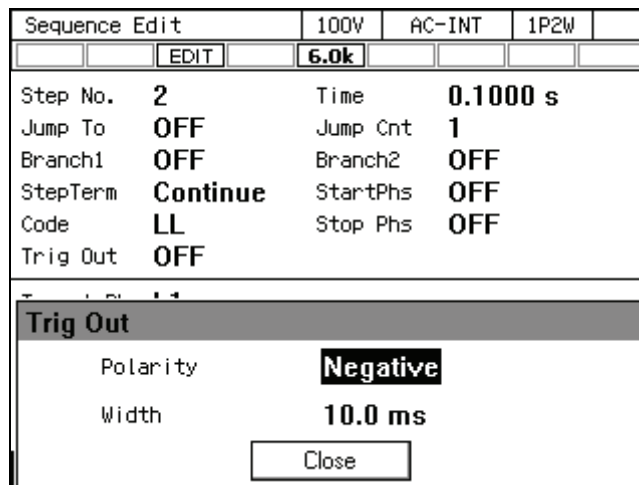 Sequence Edit 100V AC-INT 1P2W
EDIT 6.0k
Step No. 2 Time 0.1000 s
Jump To OFF Jump Cnt 1
Branch1 OFF Branch2 OFF
StepTerm Continue StartPhs OFF
Code LL Stop Phs OFF
Trig Out OFF
Trig Out
Polarity Negative
Width 10.0 ms
Close